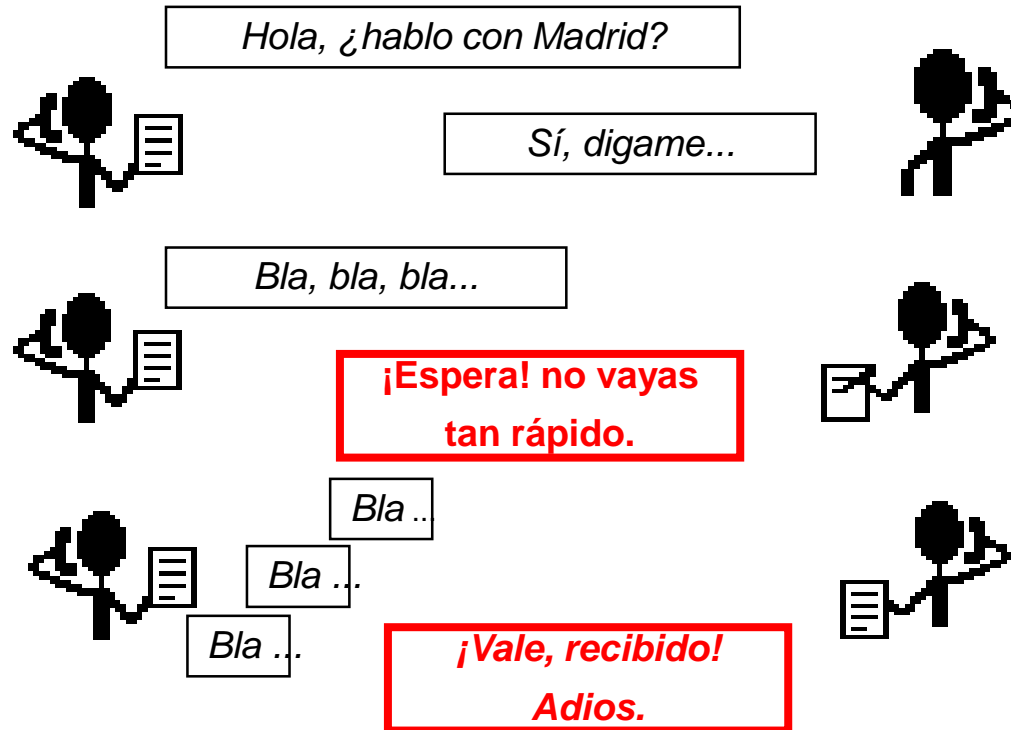 Hola, ¿hablo con Madrid?
Sí, digame...
Bla, bla, bla...
¡Espera! no vayas
tan rápido.
Bla ...
Bla ...
Bla ...
¡Vale, recibido!
Adios.